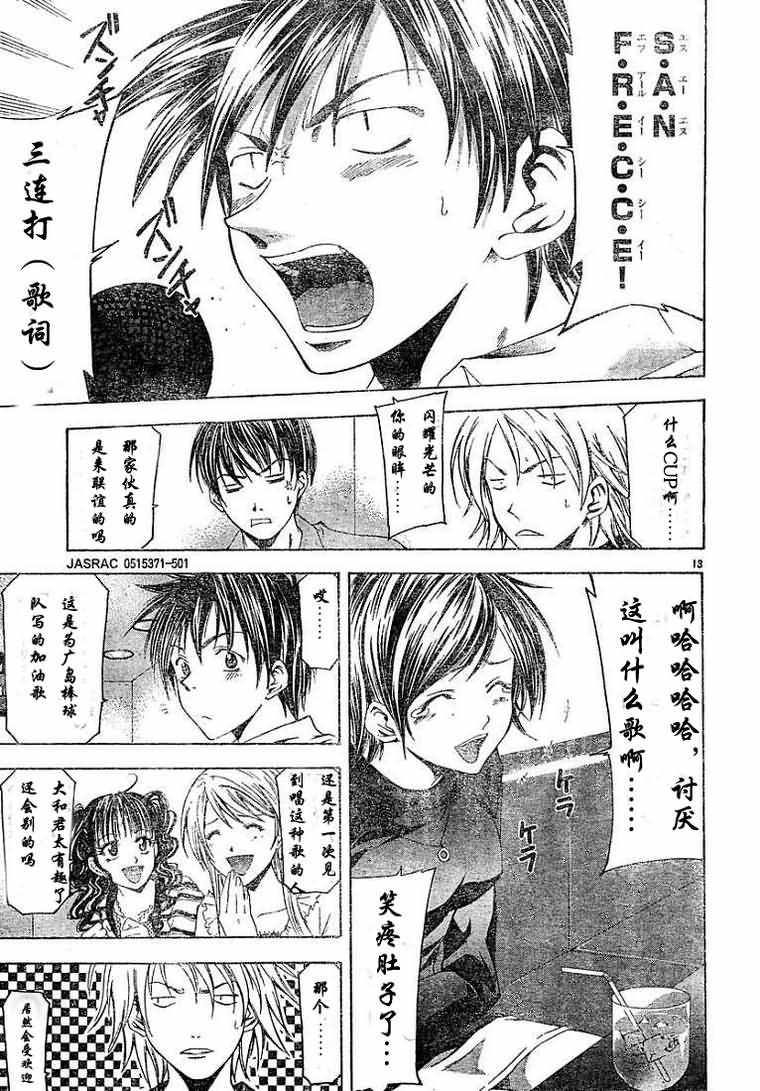 S・A・N
エス エー エヌ
F・R・E・C・C・E!
エフ アール イー シー シー イー
ズンチャ
ズンチャ
三连打（歌词）
什么CUP啊……
闪耀光芒的
你的眼眸……
那家伙真的
是来联谊的吗
JASRAC 0515371-501
13
啊哈哈哈哈,讨厌
这叫什么歌啊……
ケラ
ケラ
笑疼肚子了…
哎……
这是为广岛棒球
队写的加油歌
还是第一次见
到唱这种歌的人
大和君太有趣了
还会别的吗
那个……
居然会受欢迎